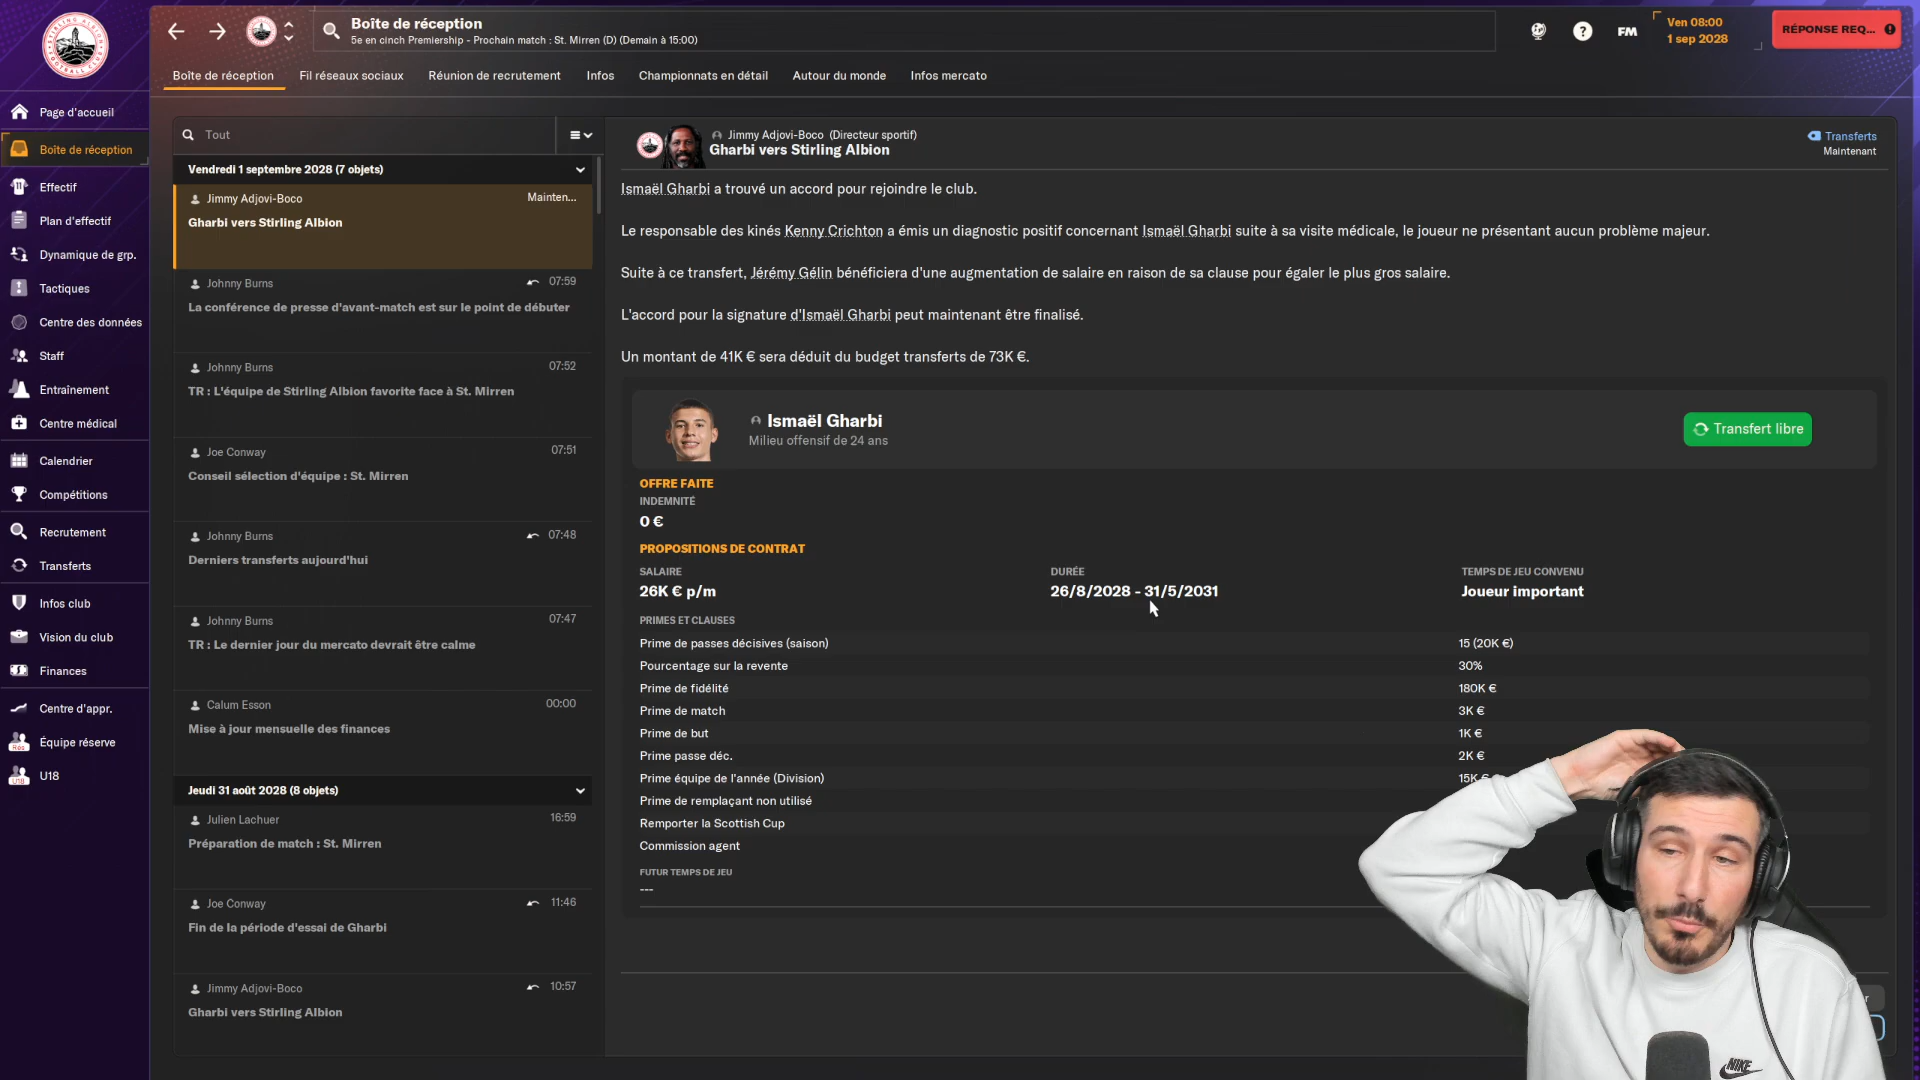 Boîte de réception
5e en cinch Premiership - Prochain match : St. Mirren (D) (Demain à 15:00)
FM
Ven 08:00
1 sep 2028
RÉPONSE REQ...
Boîte de réception
Fil réseaux sociaux
Réunion de recrutement
Infos
Championnats en détail
Autour du monde
Infos mercato
Page d'accueil
Boîte de réception
Effectif
Plan d'effectif
Dynamique de grp.
Tactiques
Centre des données
Staff
Entraînement
Centre médical
Calendrier
Compétitions
Recrutement
Transferts
Infos club
Vision du club
Finances
Centre d'appr.
Équipe réserve
U18
Tout
Vendredi 1 septembre 2028 (7 objets)
Jimmy Adjovi-Boco
Mainten...
Gharbi vers Stirling Albion
Johnny Burns
07:59
La conférence de presse d'avant-match est sur le point de débuter
Johnny Burns
07:52
TR : L'équipe de Stirling Albion favorite face à St. Mirren
Joe Conway
07:51
Conseil sélection d'équipe : St. Mirren
Johnny Burns
07:48
Derniers transferts aujourd'hui
Johnny Burns
07:47
TR : Le dernier jour du mercato devrait être calme
Calum Esson
00:00
Mise à jour mensuelle des finances
Jeudi 31 août 2028 (8 objets)
Julien Lachuer
16:59
Préparation de match : St. Mirren
Joe Conway
11:46
Fin de la période d'essai de Gharbi
Jimmy Adjovi-Boco
10:57
Gharbi vers Stirling Albion
Jimmy Adjovi-Boco (Directeur sportif)
Gharbi vers Stirling Albion
Transferts
Maintenant
Ismaël Gharbi a trouvé un accord pour rejoindre le club.
Le responsable des kinés Kenny Crichton a émis un diagnostic positif concernant Ismaël Gharbi suite à sa visite médicale, le joueur ne présentant aucun problème majeur.
Suite à ce transfert, Jérémy Gélin bénéficiera d'une augmentation de salaire en raison de sa clause pour égaler le plus gros salaire.
L'accord pour la signature d'Ismaël Gharbi peut maintenant être finalisé.
Un montant de 41K € sera déduit du budget transferts de 73K €.
Ismaël Gharbi
Milieu offensif de 24 ans
Transfert libre
OFFRE FAITE
INDEMNITÉ
0 €
PROPOSITIONS DE CONTRAT
SALAIRE
DURÉE
TEMPS DE JEU CONVENU
26K € p/m
26/8/2028 - 31/5/2031
Joueur important
PRIMES ET CLAUSES
Prime de passes décisives (saison)
15 (20K €)
Pourcentage sur la revente
30%
Prime de fidélité
180K €
Prime de match
3K €
Prime de but
1K €
Prime passe déc.
2K €
Prime équipe de l'année (Division)
15K €
Prime de remplaçant non utilisé
Remporter la Scottish Cup
Commission agent
FUTUR TEMPS DE JEU
---
NIKE